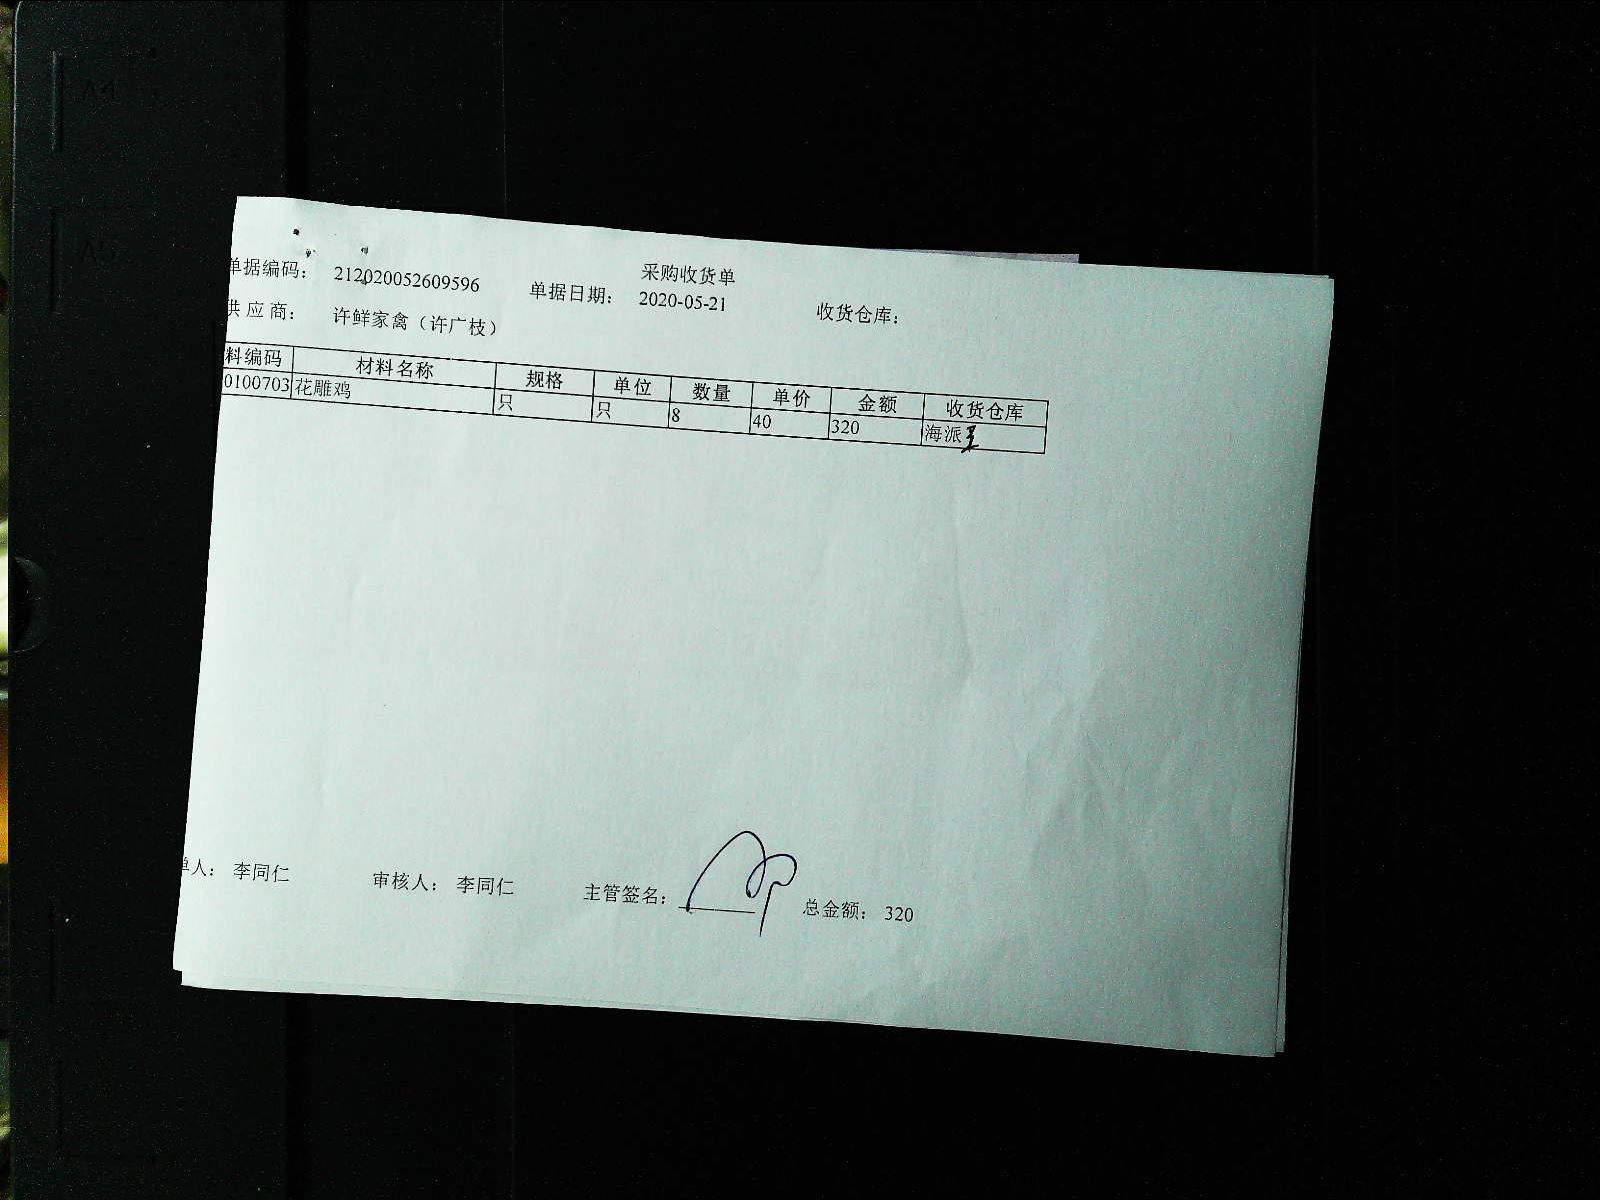 采购收货单
单据编码： 212020052609596 单据日期： 2020-05-21 收货仓库：
供 应 商： 许鲜家禽（许广枝）
料编码 材料名称 规格 单位 数量 单价 金额 收货仓库
0100703 花雕鸡 只 只 8 40 320 海派
单人： 李同仁 审核人： 李同仁 主管签名： 总金额： 320